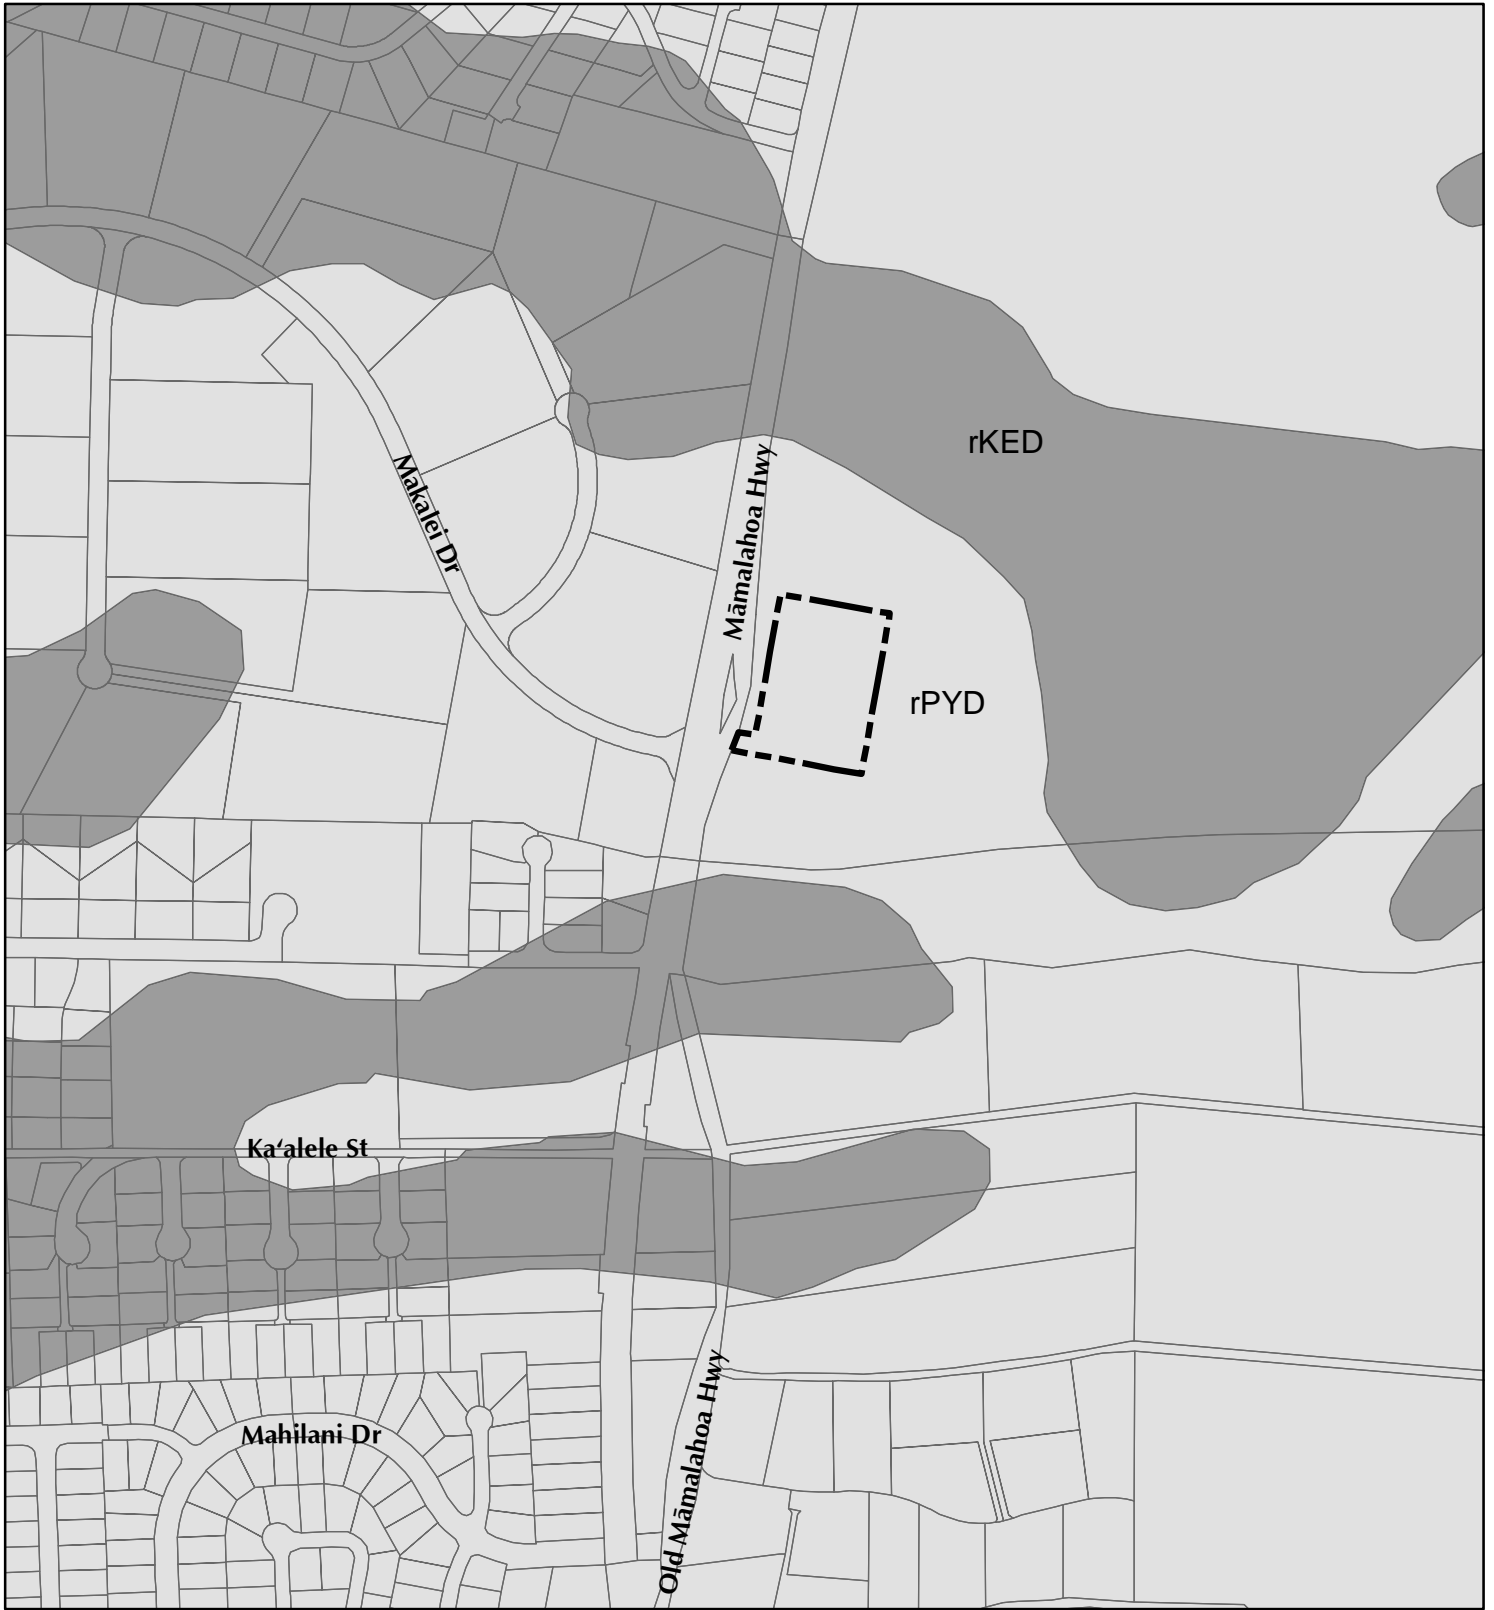 rKED
Makalei Dr
Māmalahoa Hwy
rPYD
Kaʻalele St
Mahilani Dr
Old Māmalahoa Hwy